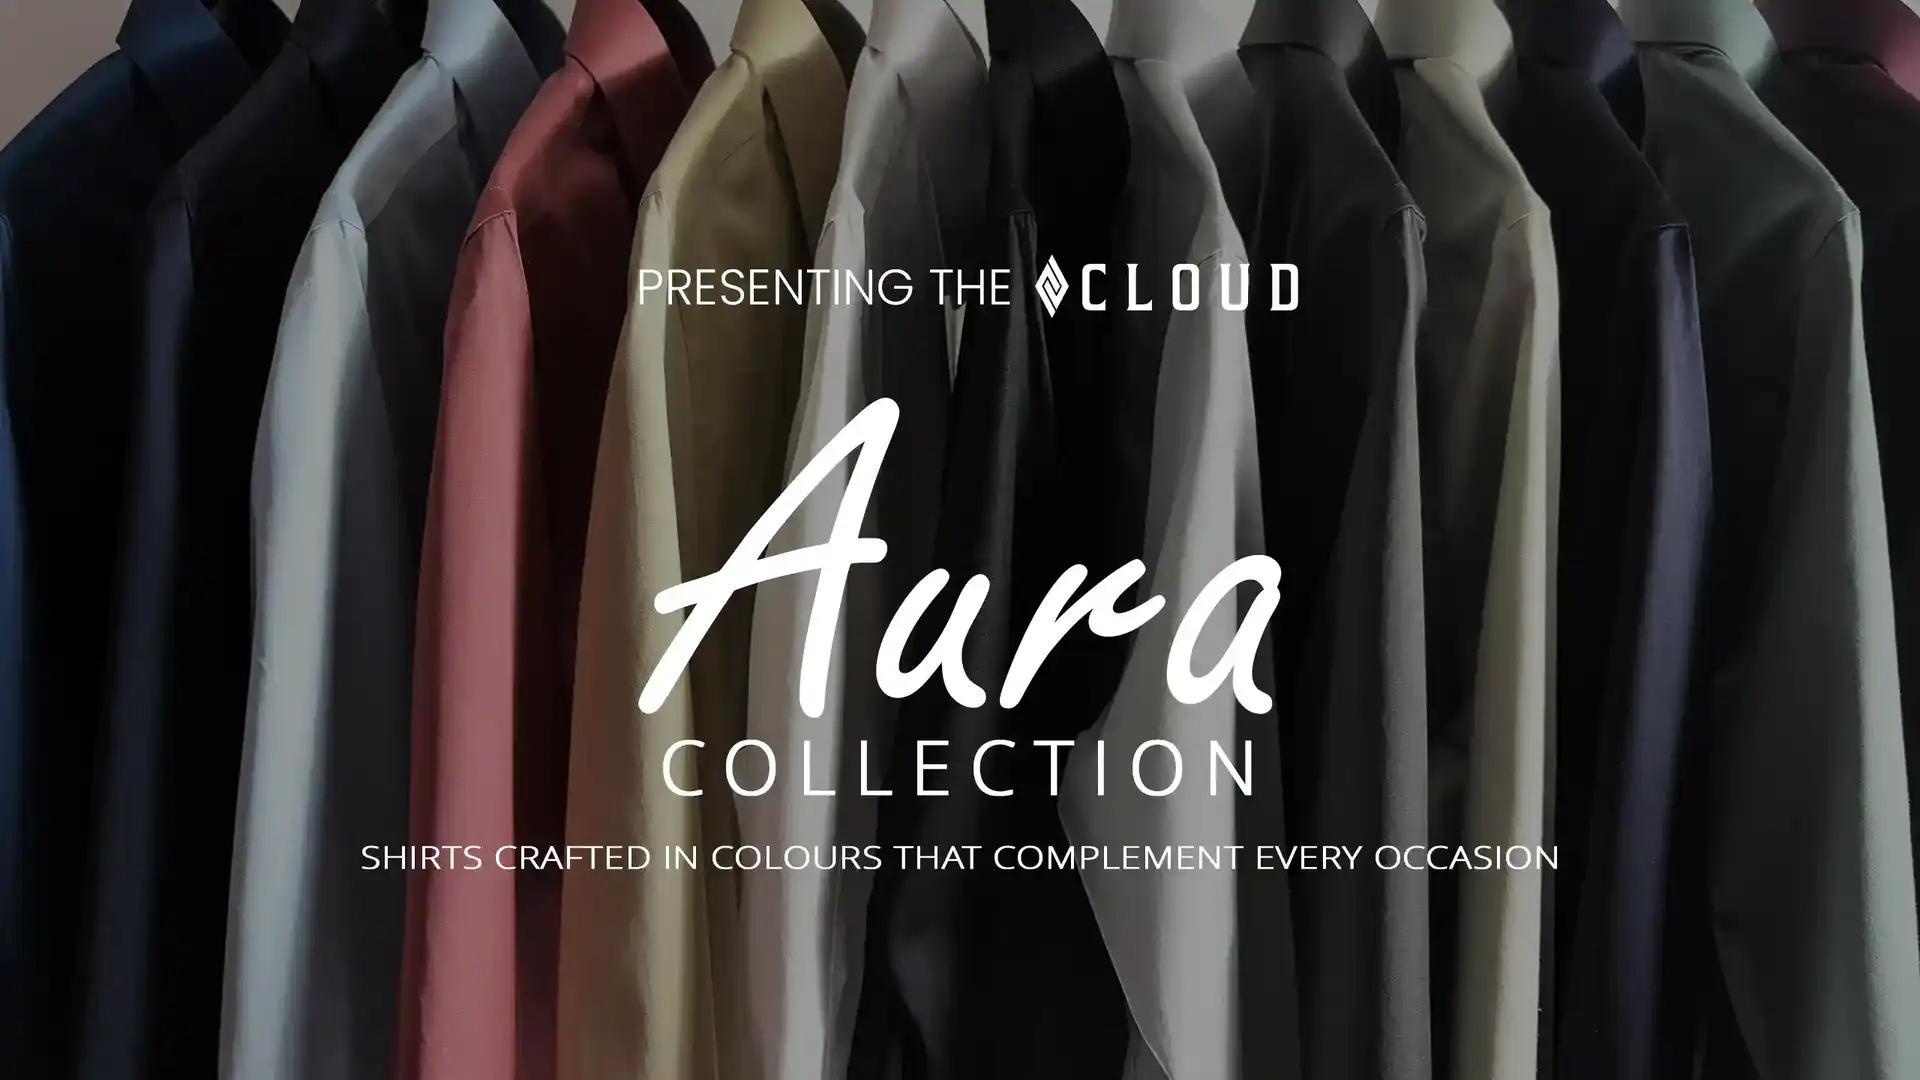 PRESENTING THE CLOUD
Aura
COLLECTION
SHIRTS CRAFTED IN COLOURS THAT COMPLEMENT EVERY OCCASION